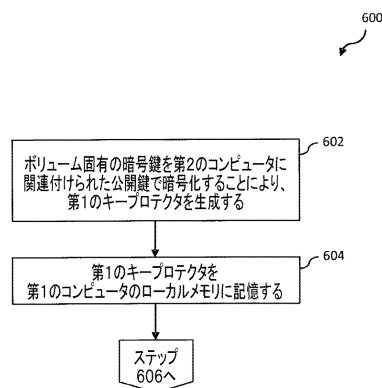 600
602
ボリューム固有の暗号鍵を第2のコンピュータに
関連付けられた公開鍵で暗号化することにより、
第1のキープロテクタを生成する
604
第1のキープロテクタを
第1のコンピュータのローカルメモリに記憶する
ステップ
606へ